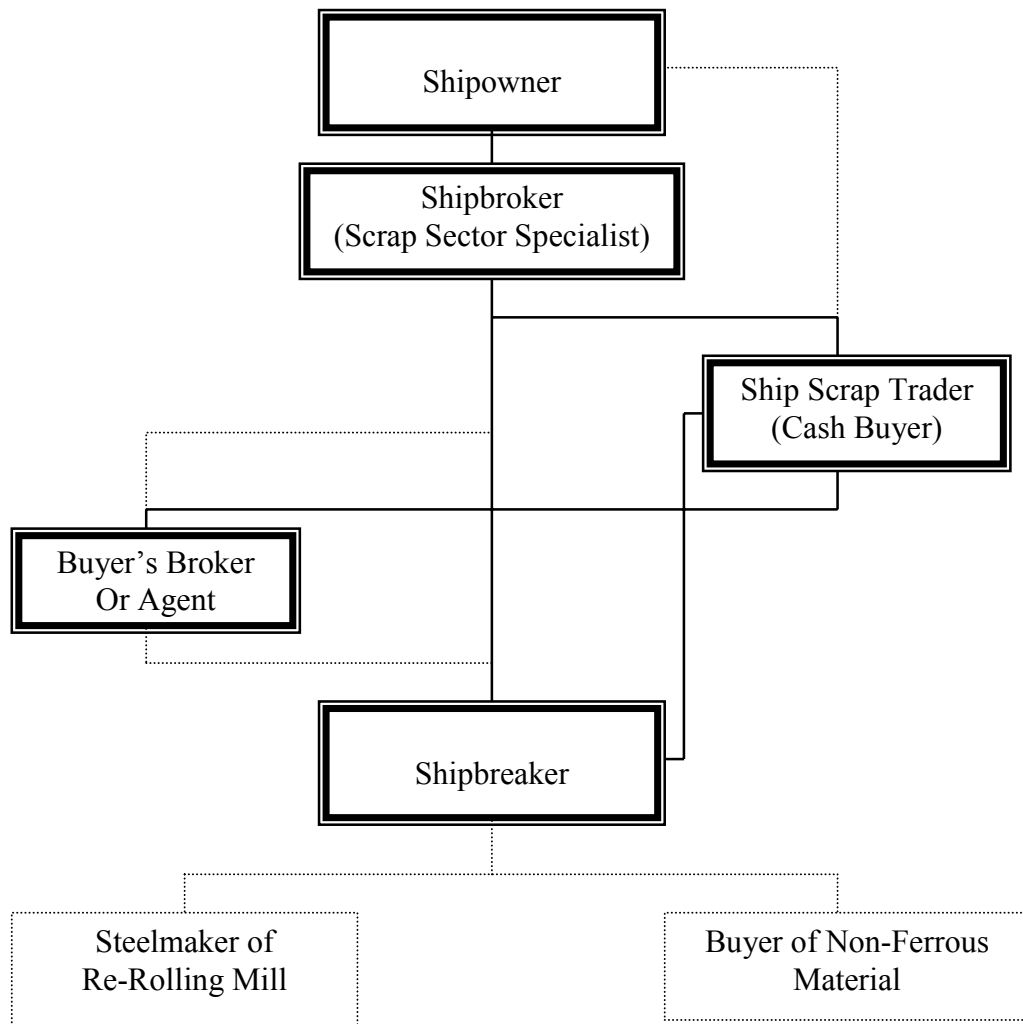 Shipowner
Shipbroker
(Scrap Sector Specialist)
Ship Scrap Trader
(Cash Buyer)
Buyer’s Broker
Or Agent
Shipbreaker
Steelmaker of
Re-Rolling Mill
Buyer of Non-Ferrous
Material